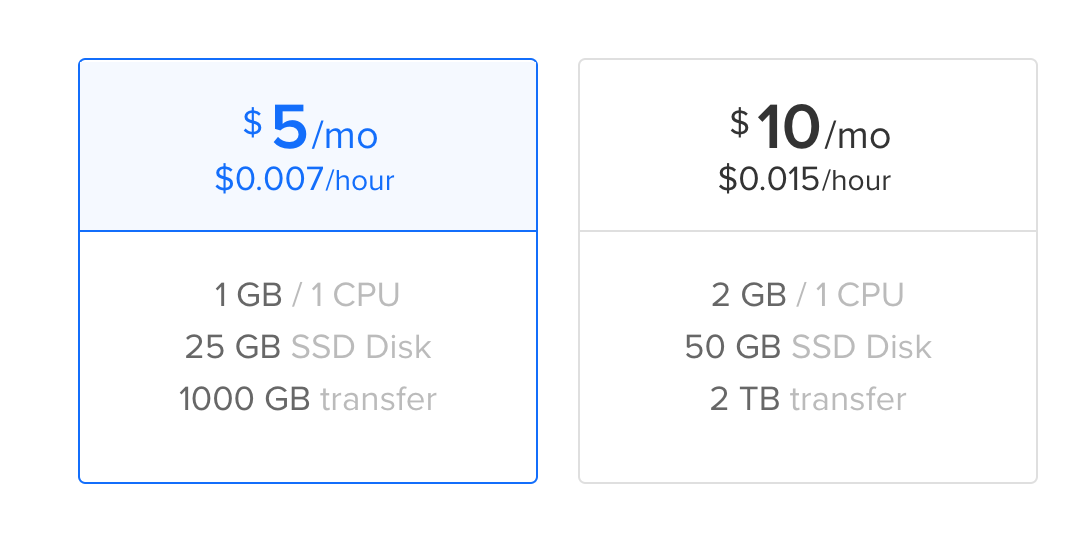 $ 5/mo
$0.007/hour
1 GB / 1 CPU
25 GB SSD Disk
1000 GB transfer
$ 10/mo
$0.015/hour
2 GB / 1 CPU
50 GB SSD Disk
2 TB transfer